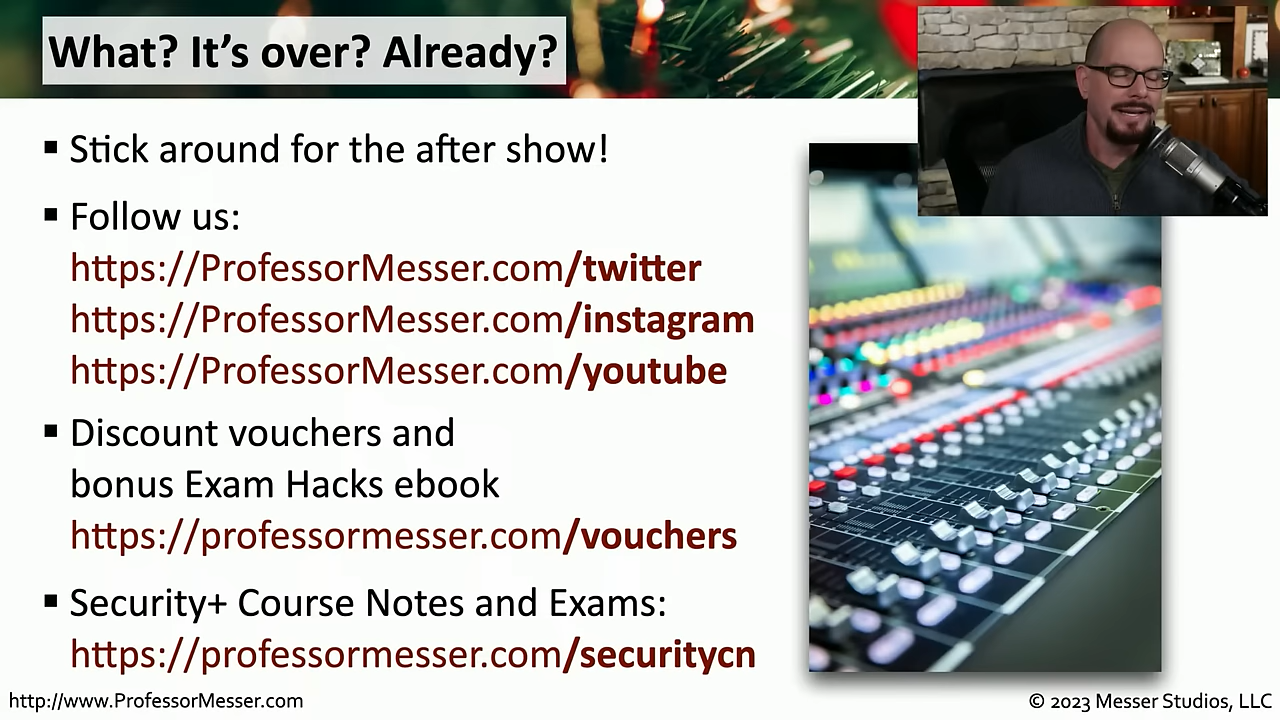 What? It's over? Already?
▪ Stick around for the after show!
▪ Follow us:
https://ProfessorMesser.com/twitter
https://ProfessorMesser.com/instagram
https://ProfessorMesser.com/youtube
▪ Discount vouchers and
bonus Exam Hacks ebook
https://professormesser.com/vouchers
▪ Security+ Course Notes and Exams:
https://professormesser.com/securitycn
http://www.ProfessorMesser.com
© 2023 Messer Studios, LLC